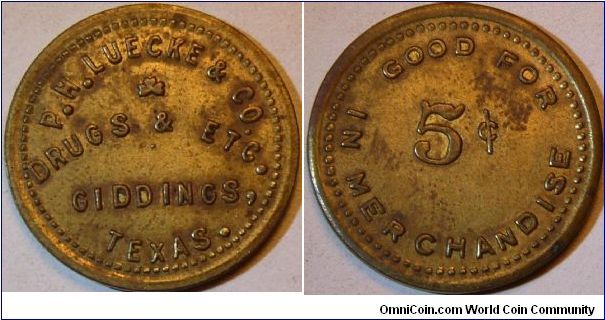 P.H. LUECKE & CO.
DRUGS & ETC.
GIDDINGS,
TEXAS.
GOOD FOR
5¢
IN MERCHANDISE
OmniCoin.com World Coin Community